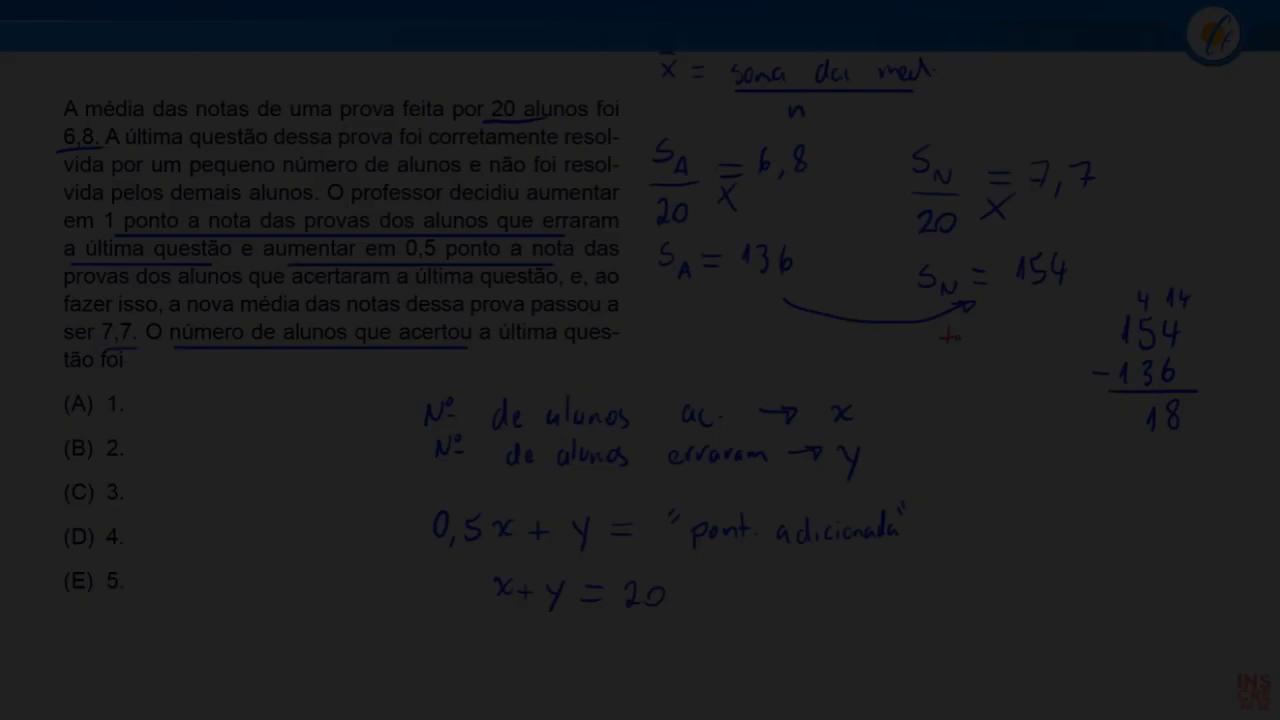 A média das notas de uma prova feita por 20 alunos foi
6,8. A última questão dessa prova foi corretamente resol-
vida por um pequeno número de alunos e não foi resol-
vida pelos demais alunos. O professor decidiu aumentar
em 1 ponto a nota das provas dos alunos que erraram
a última questão e aumentar em 0,5 ponto a nota das
provas dos alunos que acertaram a última questão, e, ao
fazer isso, a nova média das notas dessa prova passou a
ser 7,7. O número de alunos que acertou a última ques-
tão foi
(A) 1.
(B) 2.
(C) 3.
(D) 4.
(E) 5.
x̄ = soma das med.
n
S_A = 6,8
20 X
S_A = 136
S_N = 7,7
20 X
S_N = 154
+
4 14
154
-136
18
Nº de alunos ac. → x
Nº de alunos erraram → y
0,5x + y = "pont. adicionada"
x + y = 20
INS